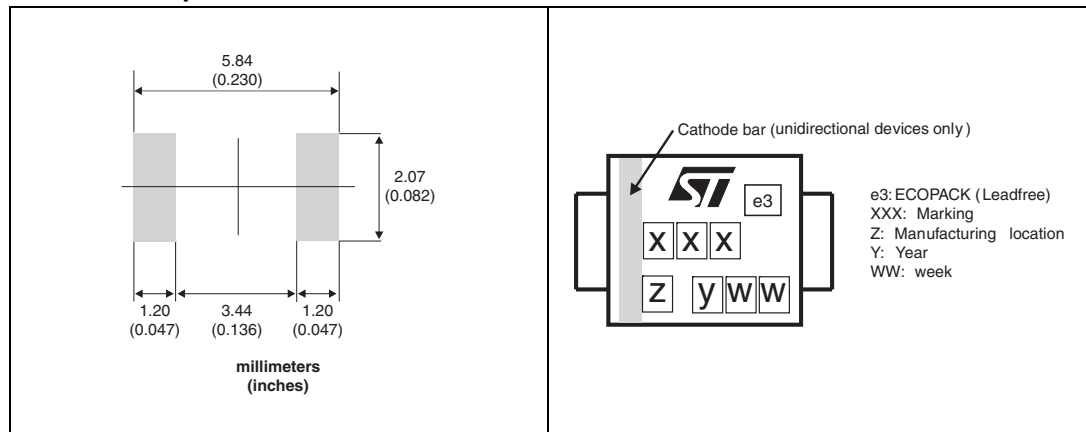 5.84
(0.230)
2.07
(0.082)
1.20
(0.047)
3.44
(0.136)
1.20
(0.047)
millimeters
(inches)
Cathode bar (unidirectional devices only)
ST
e3
x x x
z y w w
e3: ECOPACK (Leadfree)
XXX: Marking
Z: Manufacturing location
Y: Year
WW: week